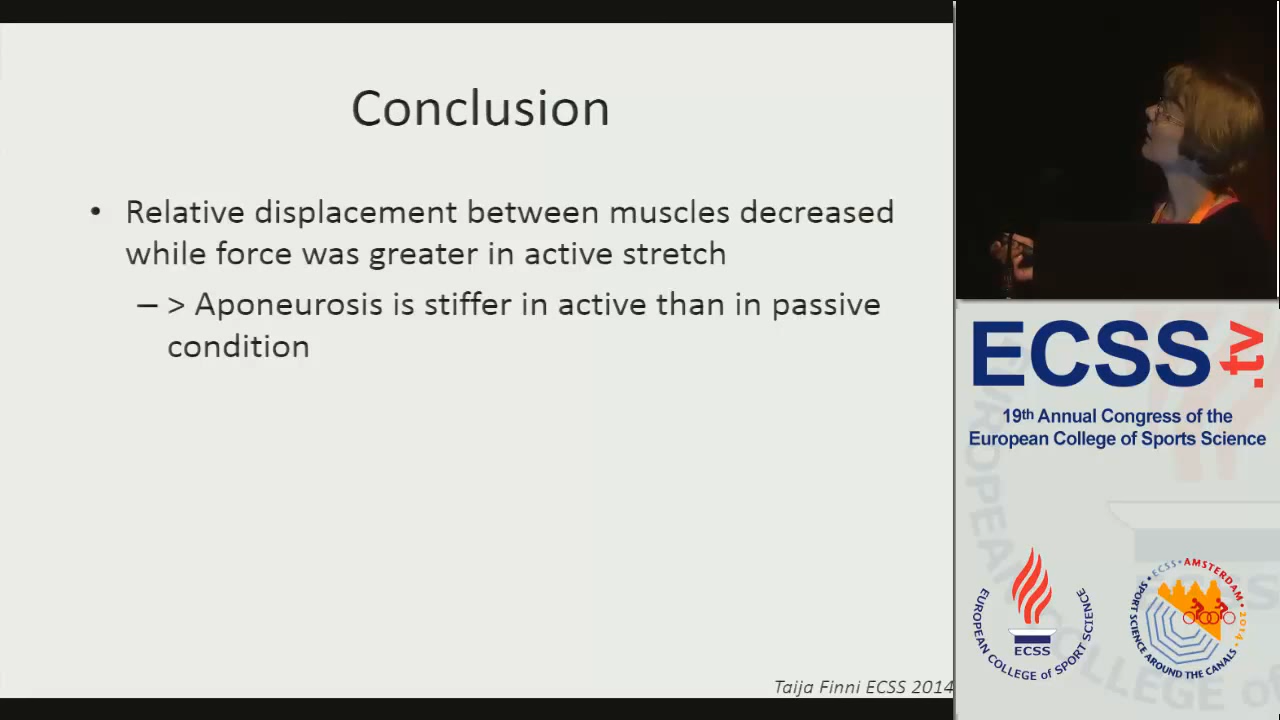 Conclusion
• Relative displacement between muscles decreased
while force was greater in active stretch
– > Aponeurosis is stiffer in active than in passive
condition
Taija Finni ECSS 2014
ECSS.tv
19th Annual Congress of the
European College of Sports Science
EUROPEAN COLLEGE OF SPORT SCIENCE
ECSS
ECSS • AMSTERDAM 2014
SPORT SCIENCE AROUND THE CANALS